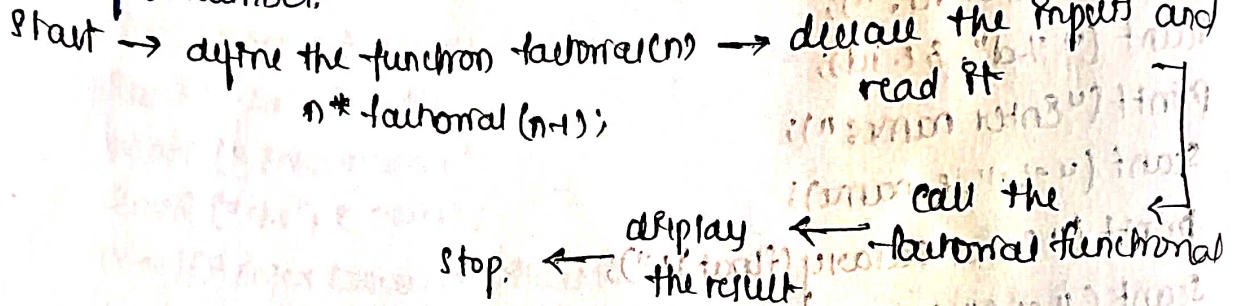 number.
Start → define the function factorial(n) → declare the inputs and
read it
n* factorial (n-1);
call the
factorial functional
← display
the result.
← Stop.